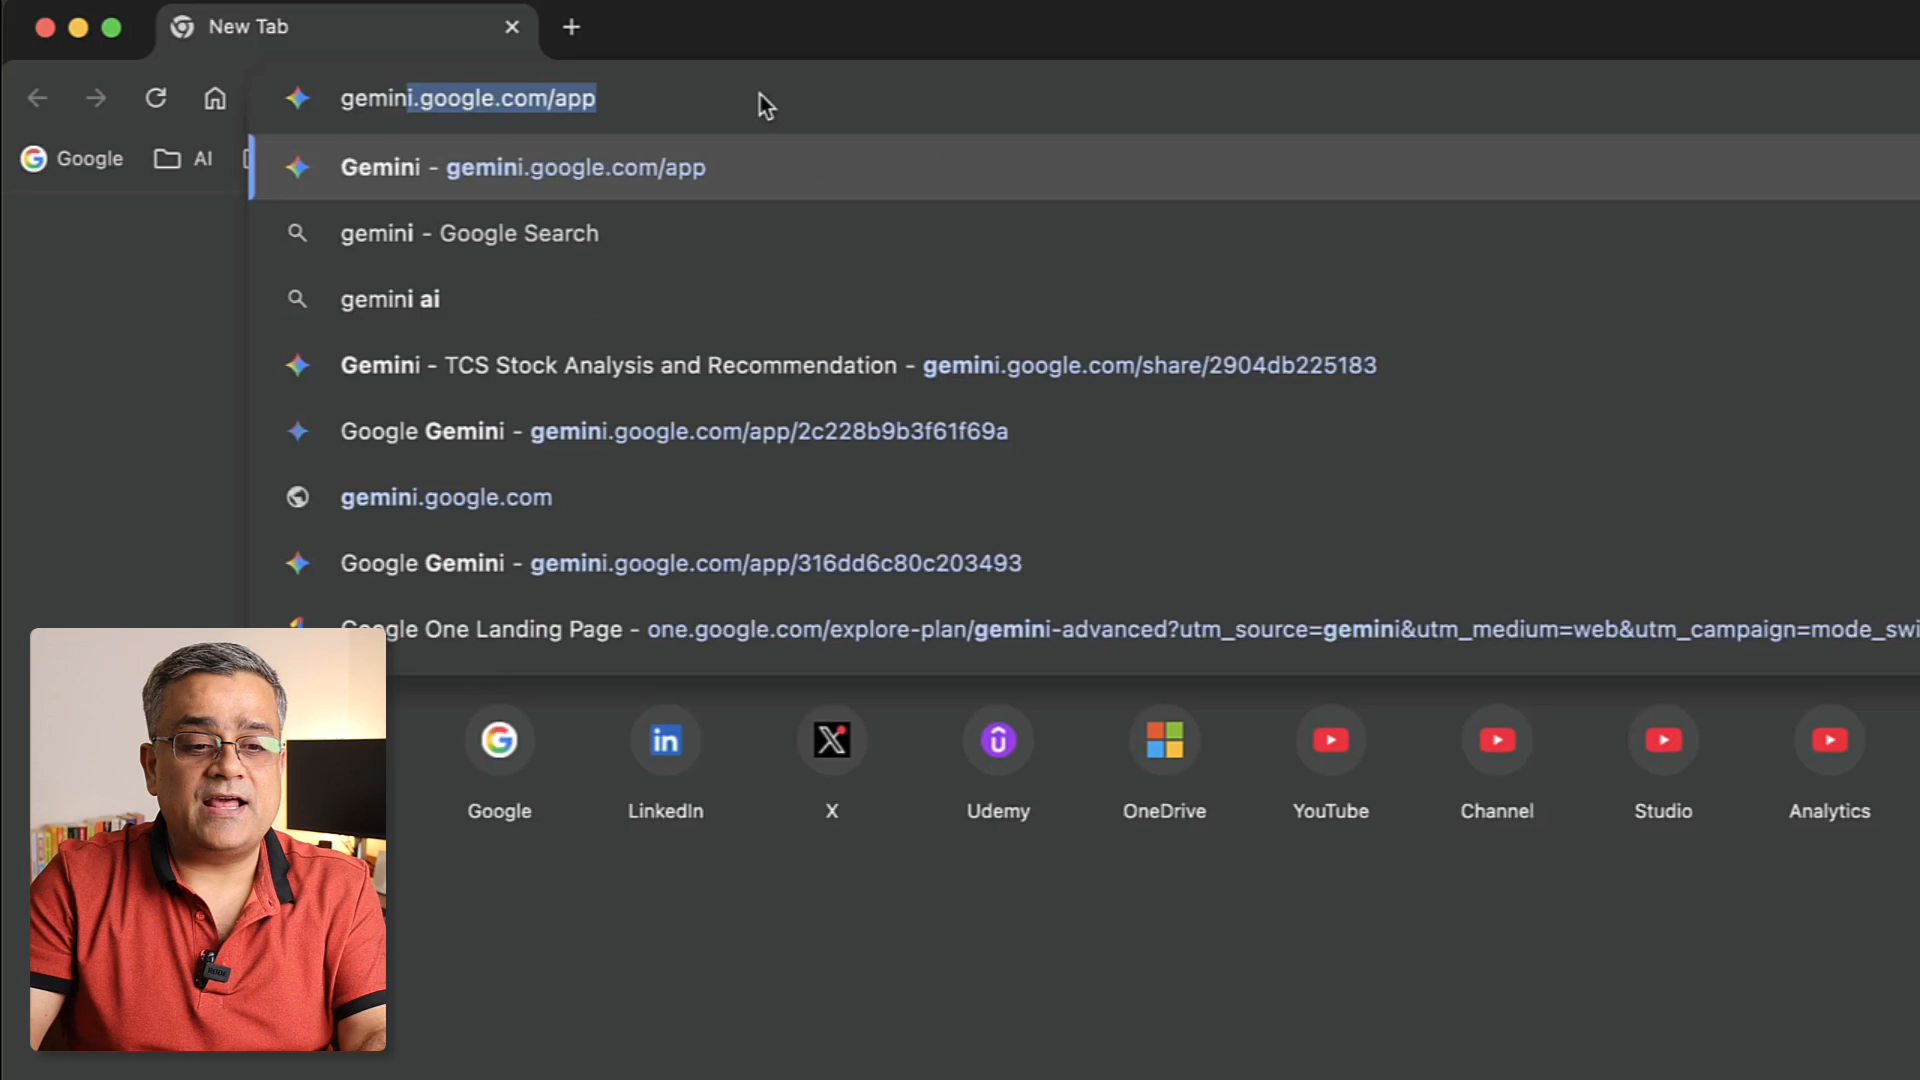 New Tab
gemini.google.com/app
Google AI
Gemini - gemini.google.com/app
gemini - Google Search
gemini ai
Gemini - TCS Stock Analysis and Recommendation - gemini.google.com/share/2904db225183
Google Gemini - gemini.google.com/app/2c228b9b3f61f69a
gemini.google.com
Google Gemini - gemini.google.com/app/316dd6c80c203493
Google One Landing Page - one.google.com/explore-plan/gemini-advanced?utm_source=gemini&utm_medium=web&utm_campaign=mode_swi
Google LinkedIn X Udemy OneDrive YouTube Channel Studio Analytics
RODE